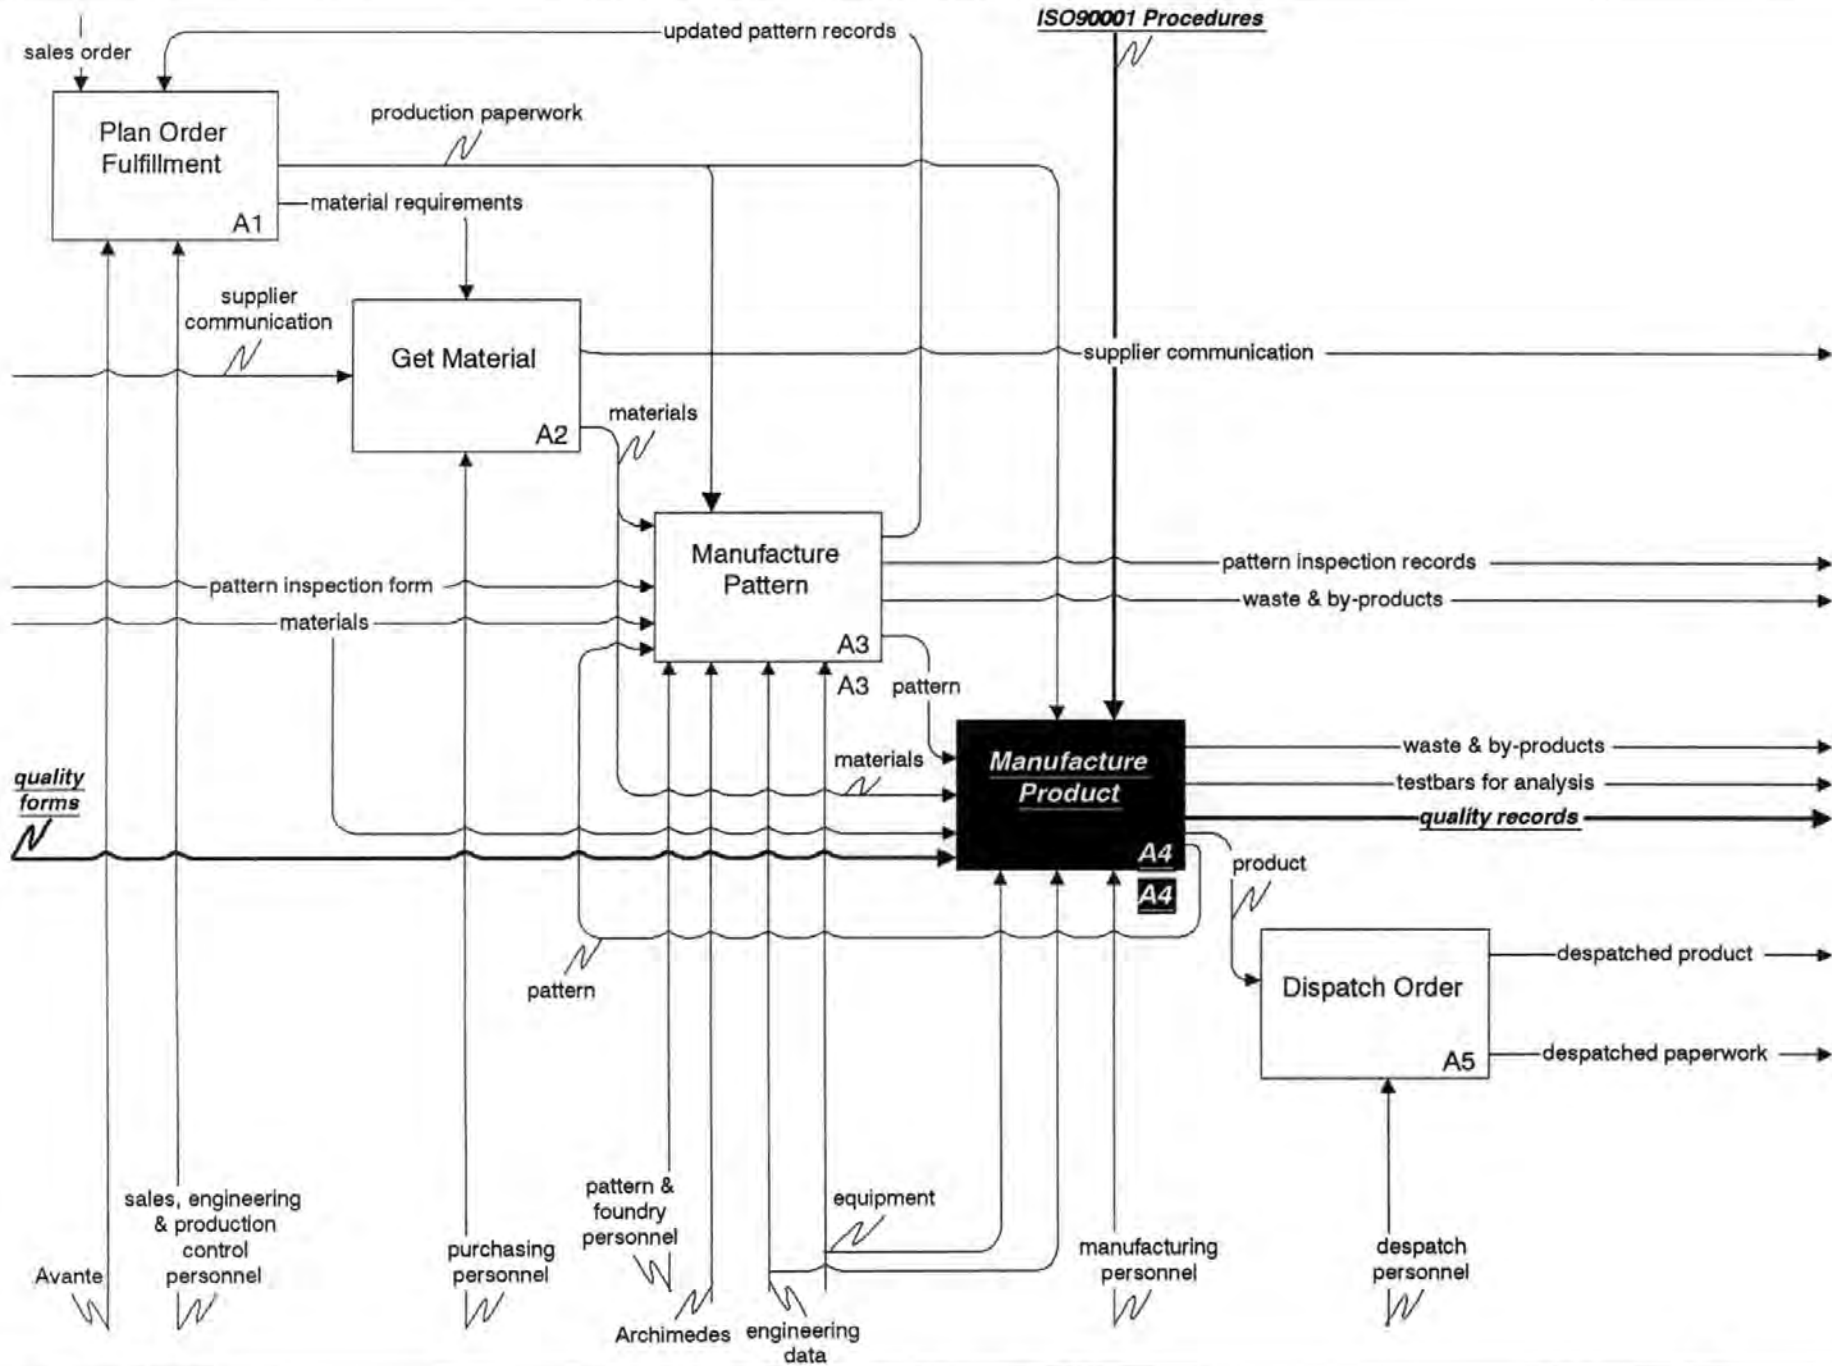 ISO90001 Procedures
updated pattern records
sales order
production paperwork
Plan Order
Fulfillment
A1
material requirements
supplier
communication
Get Material
A2
supplier communication
materials
Manufacture
Pattern
A3
A3
pattern inspection form
materials
pattern inspection records
waste & by-products
pattern
quality
forms
materials
Manufacture
Product
A4
A4
waste & by-products
testbars for analysis
quality records
product
pattern
Dispatch Order
A5
despatched product
despatched paperwork
Avante
sales, engineering
& production
control
personnel
purchasing
personnel
pattern &
foundry
personnel
Archimedes
engineering
data
equipment
manufacturing
personnel
despatch
personnel